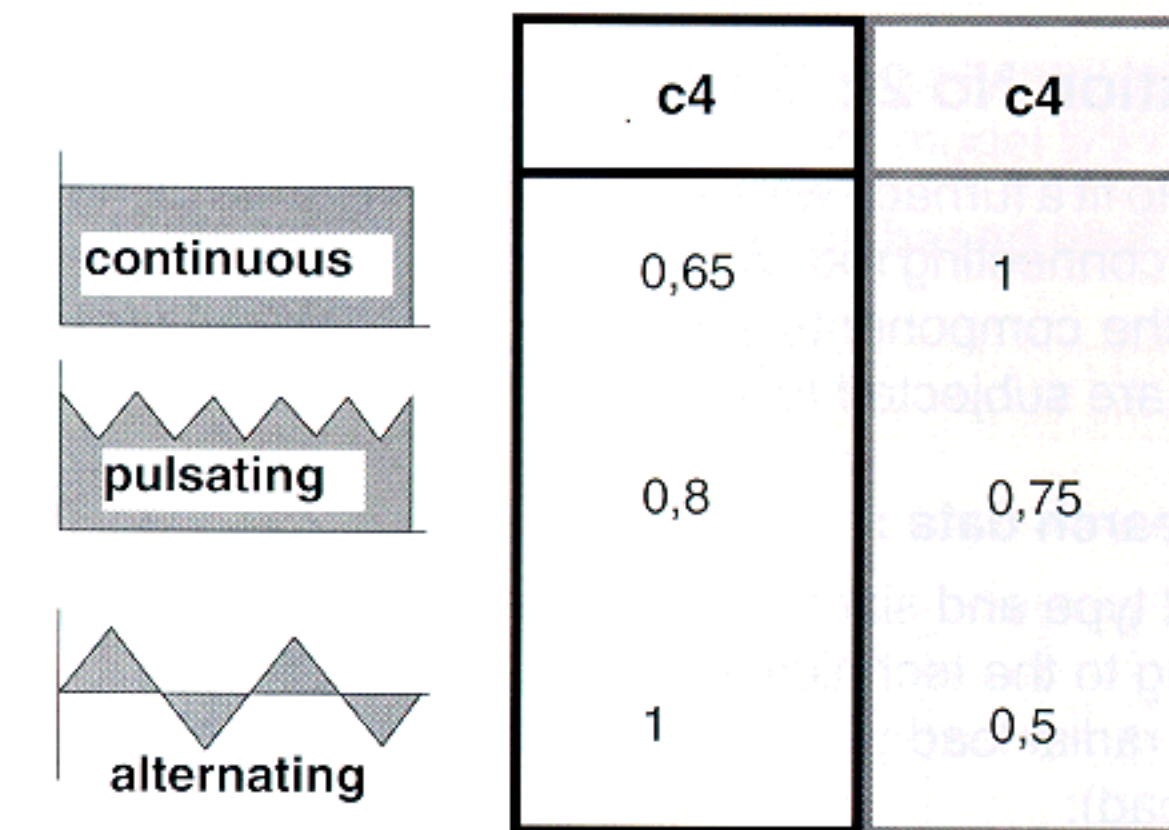 c4 c4
continuous 0,65 1
pulsating 0,8 0,75
alternating 1 0,5